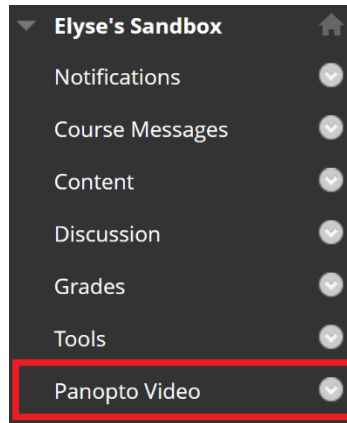 Elyse's Sandbox
Notifications
Course Messages
Content
Discussion
Grades
Tools
Panopto Video